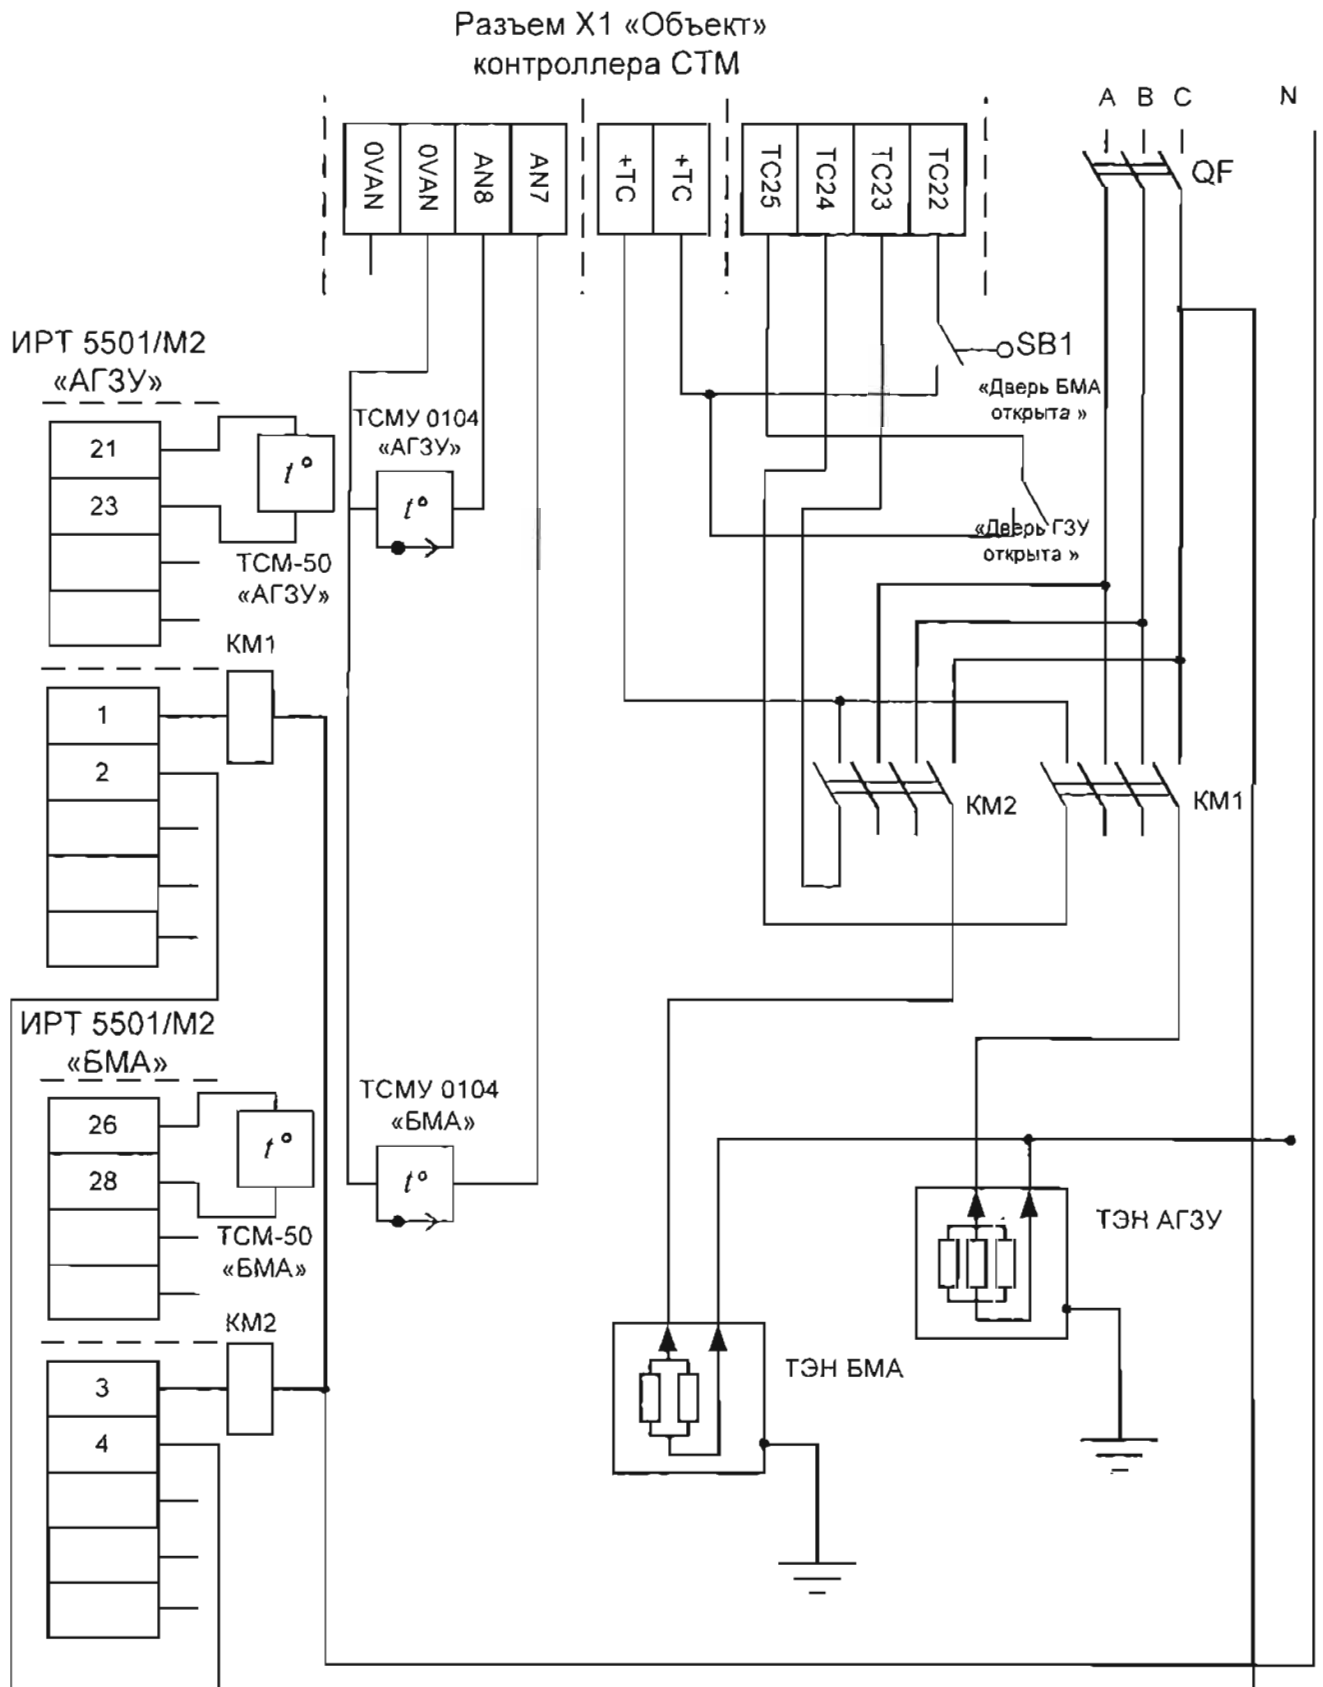 Разъем X1 «Объект»
контроллера СТМ
A B C N
0VAN 0VAN AN8 AN7 +TC +TC TC25 TC24 TC23 TC22
QF
SB1
«Дверь БМА
открыта »
ИРТ 5501/М2
«АГЗУ»
21
23
t°
ТСМ-50
«АГЗУ»
ТСМУ 0104
«АГЗУ»
t°
«Дверь ГЗУ
открыта »
КМ1
1
2
КМ2
КМ1
ИРТ 5501/М2
«БМА»
26
28
t°
ТСМ-50
«БМА»
ТСМУ 0104
«БМА»
t°
ТЭН АГЗУ
КМ2
3
4
ТЭН БМА